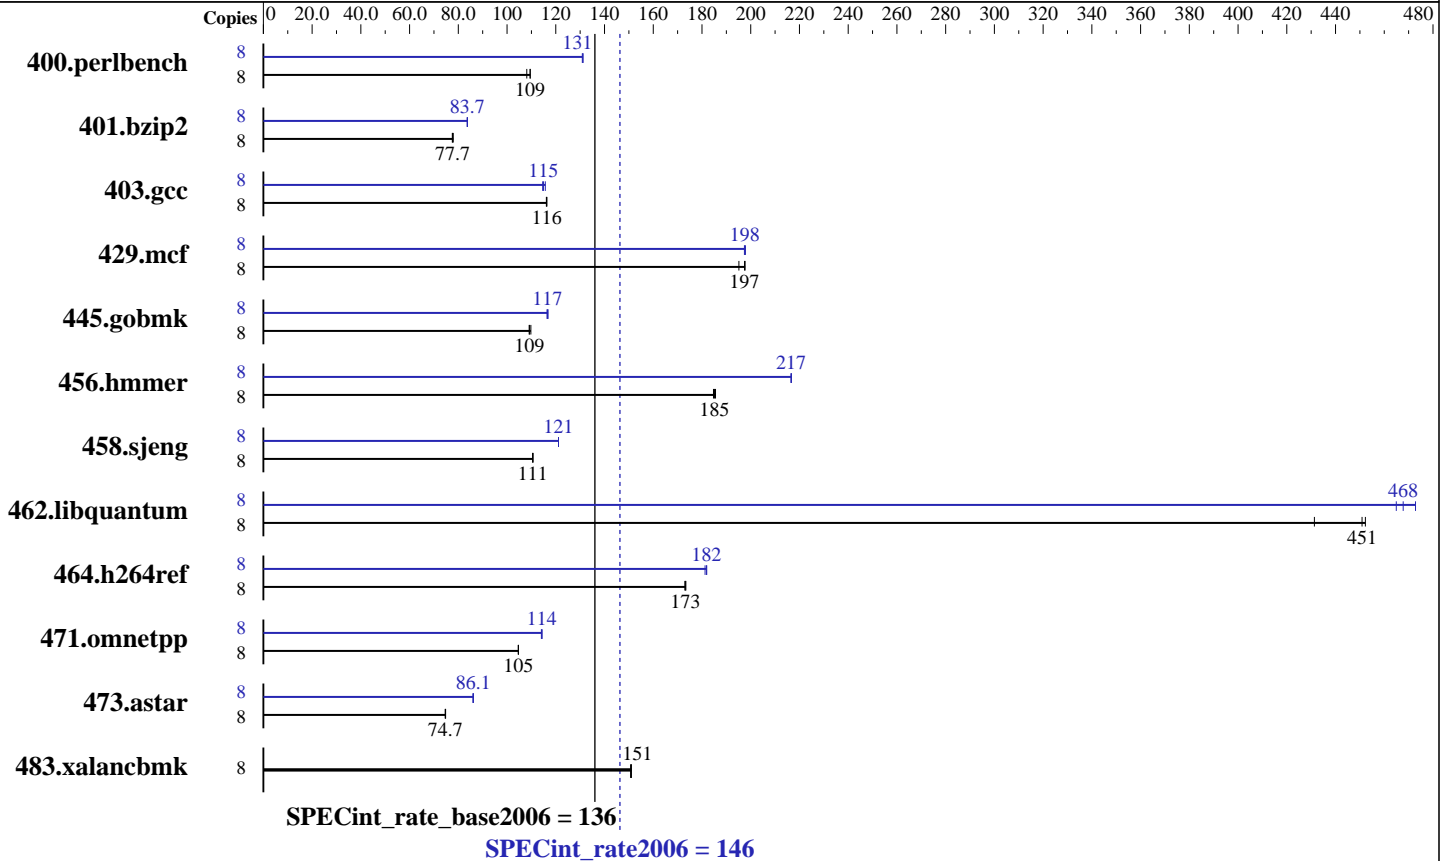 Copies 0 20.0 40.0 60.0 80.0 100 120 140 160 180 200 220 240 260 280 300 320 340 360 380 400 420 440 480
400.perlbench 8 131
8 109
401.bzip2 8 83.7
8 77.7
403.gcc 8 115
8 116
429.mcf 8 198
8 197
445.gobmk 8 117
8 109
456.hmmer 8 217
8 185
458.sjeng 8 121
8 111
462.libquantum 8 468
8 451
464.h264ref 8 182
8 173
471.omnetpp 8 114
8 105
473.astar 8 86.1
8 74.7
483.xalancbmk 8 151
SPECint_rate_base2006 = 136
SPECint_rate2006 = 146